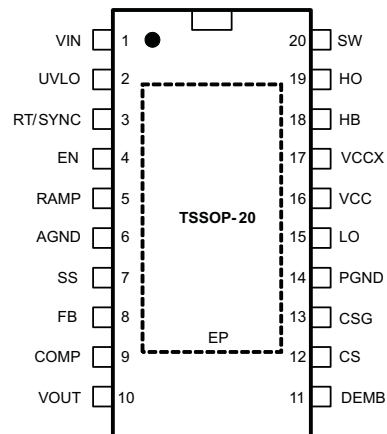 VIN 1 20 SW
UVLO 2 19 HO
RT/SYNC 3 18 HB
EN 4 17 VCCX
RAMP 5 16 VCC
TSSOP-20
AGND 6 15 LO
SS 7 14 PGND
FB 8 13 CSG
EP
COMP 9 12 CS
VOUT 10 11 DEMB